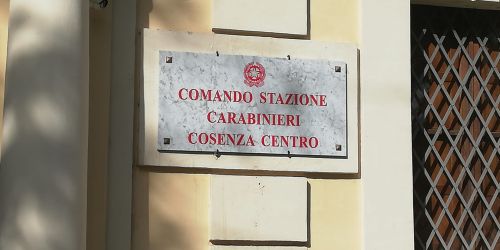 COMANDO STAZIONE
CARABINIERI
COSENZA CENTRO